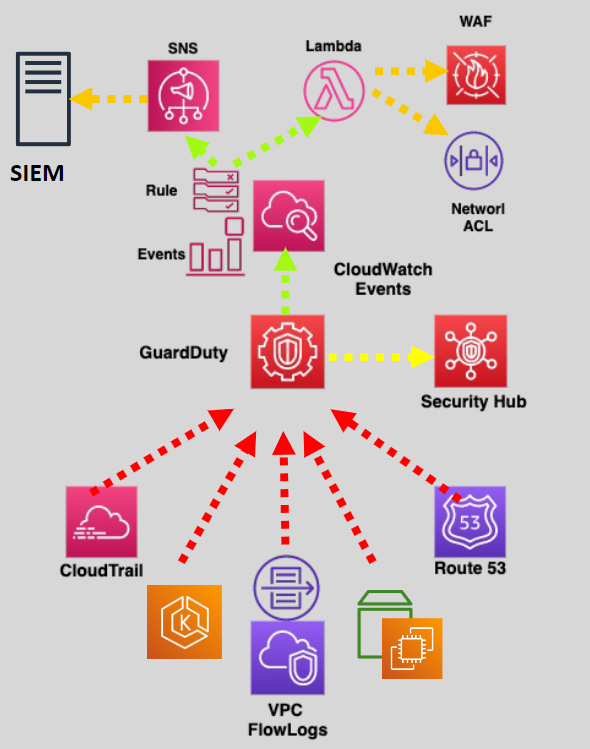 WAF
SNS
Lambda
SIEM
Rule
Networl
ACL
Events
CloudWatch
Events
GuardDuty
Security Hub
53
CloudTrail
Route 53
K
VPC
FlowLogs